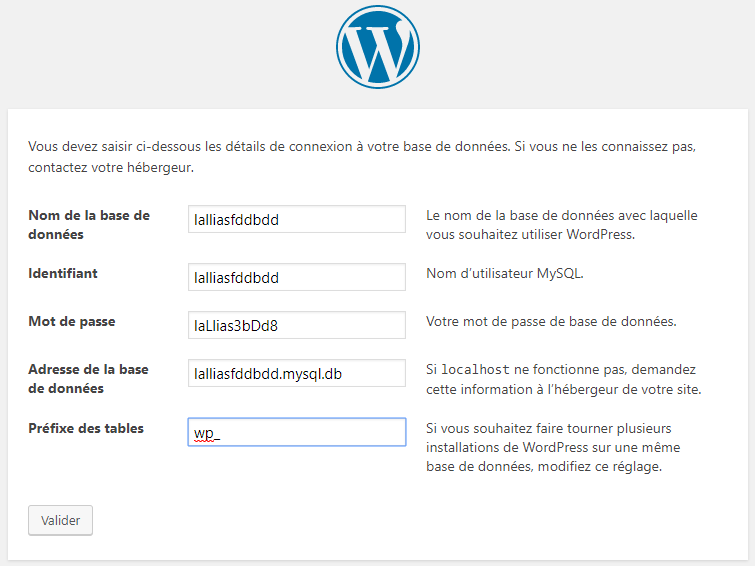 Vous devez saisir ci-dessous les détails de connexion à votre base de données. Si vous ne les connaissez pas,
contactez votre hébergeur.
Nom de la base de
données
lalliasfddbdd
Le nom de la base de données avec laquelle
vous souhaitez utiliser WordPress.
Identifiant
lalliasfddbdd
Nom d’utilisateur MySQL.
Mot de passe
laLlias3bDd8
Votre mot de passe de base de données.
Adresse de la base
de données
lalliasfddbdd.mysql.db
Si localhost ne fonctionne pas, demandez
cette information à l’hébergeur de votre site.
Préfixe des tables
wp_
Si vous souhaitez faire tourner plusieurs
installations de WordPress sur une même
base de données, modifiez ce réglage.
Valider